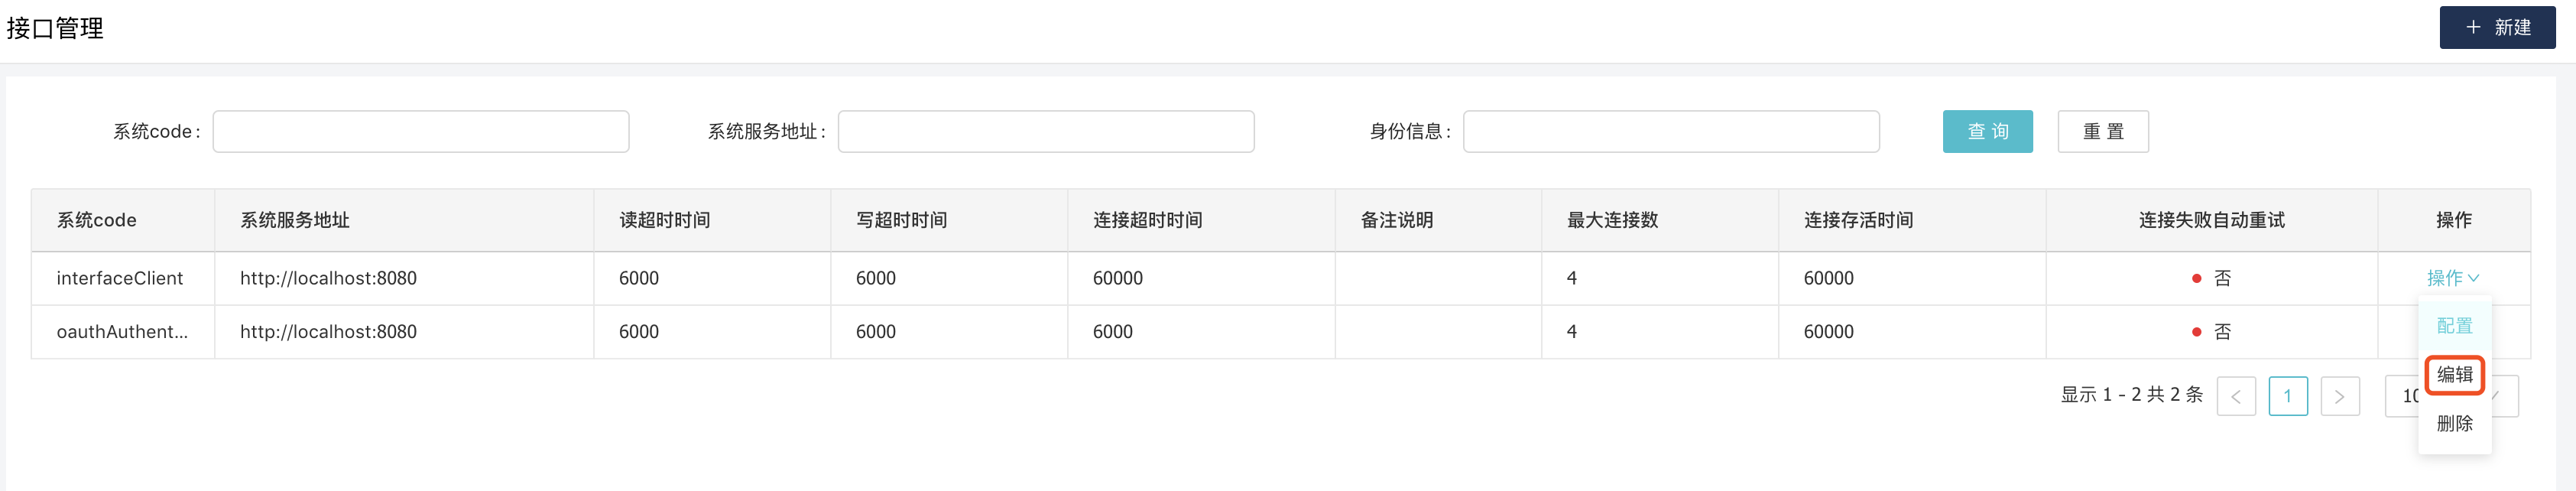 接口管理
+ 新建
系统code: 系统服务地址: 身份信息: 查 询 重 置
系统code 系统服务地址 读超时时间 写超时时间 连接超时时间 备注说明 最大连接数 连接存活时间 连接失败自动重试 操作
interfaceClient http://localhost:8080 6000 6000 60000 4 60000 否 操作
oauthAuthent... http://localhost:8080 6000 6000 6000 4 60000 否
配置
编辑
显示 1 - 2 共 2 条 < 1 > 10
删除